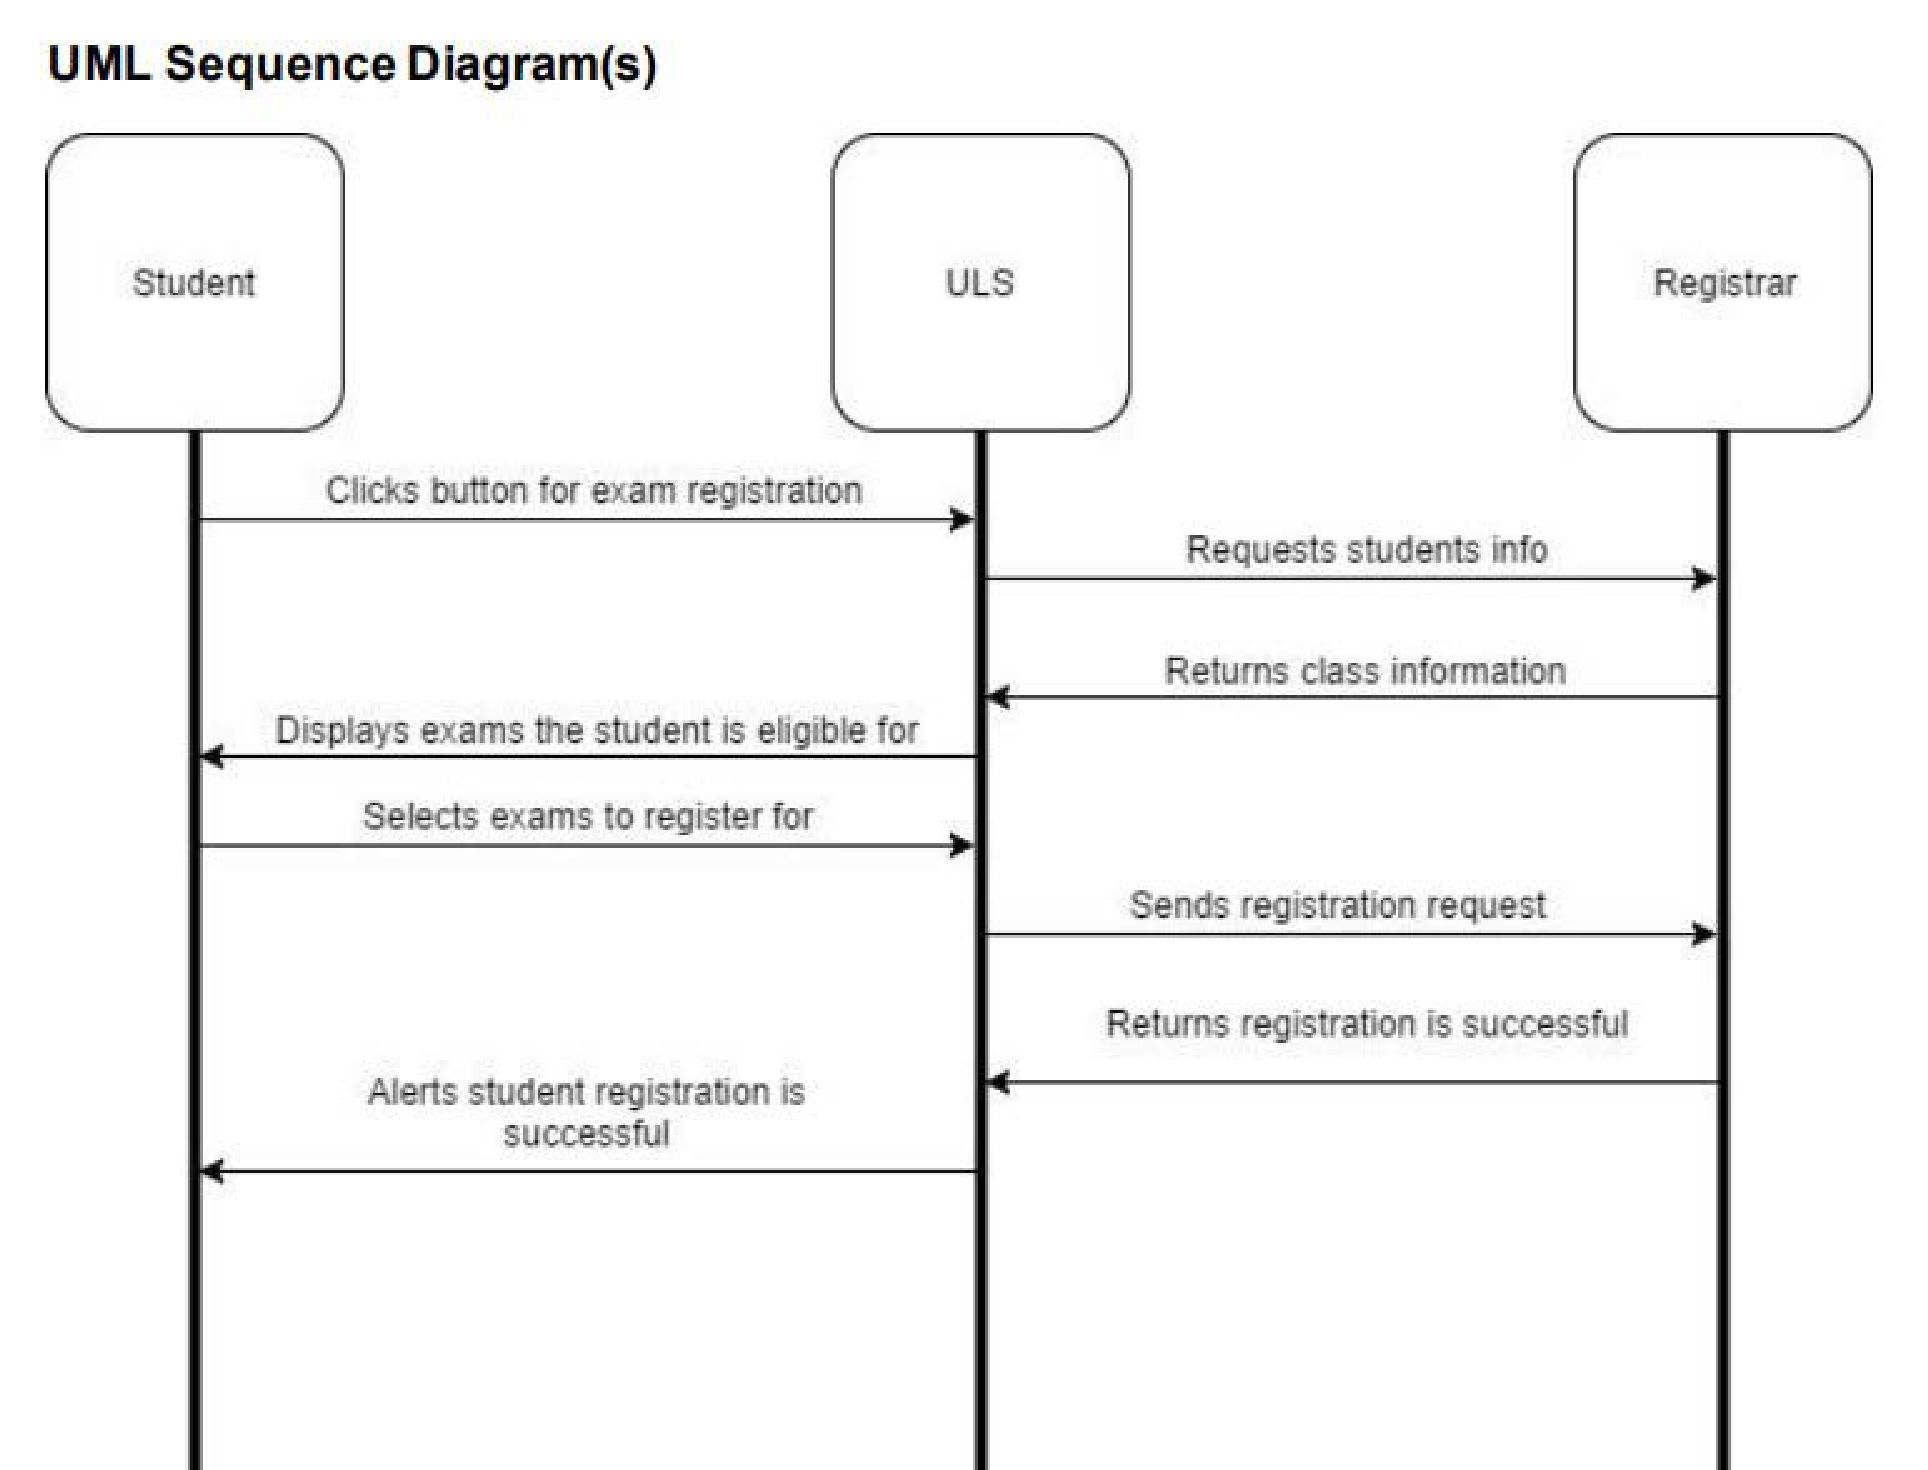 UML Sequence Diagram(s)
Student
ULS
Registrar
Clicks button for exam registration
Requests students info
Returns class information
Displays exams the student is eligible for
Selects exams to register for
Sends registration request
Returns registration is successful
Alerts student registration is
successful